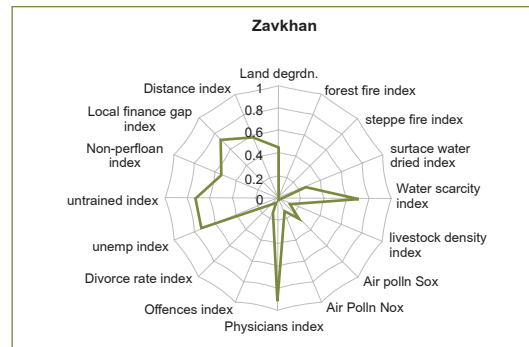 Zavkhan
Land degrdn.
forest fire index
steppe fire index
surtace water
dried index
Water scarcity
index
livestock density
index
Air polln Sox
Air Polln Nox
Physicians index
Offences index
Divorce rate index
unemp index
untrained index
Non-perfloan
index
Local finance gap
index
Distance index
1
0.8
0.6
0.4
0.2
0